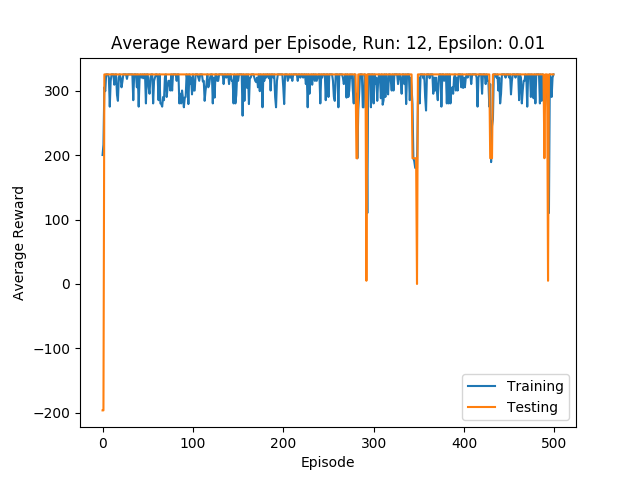 Average Reward per Episode, Run: 12, Epsilon: 0.01
Average Reward
300
200
100
0
−100
−200
0
100
200
300
400
500
Episode
Training
Testing